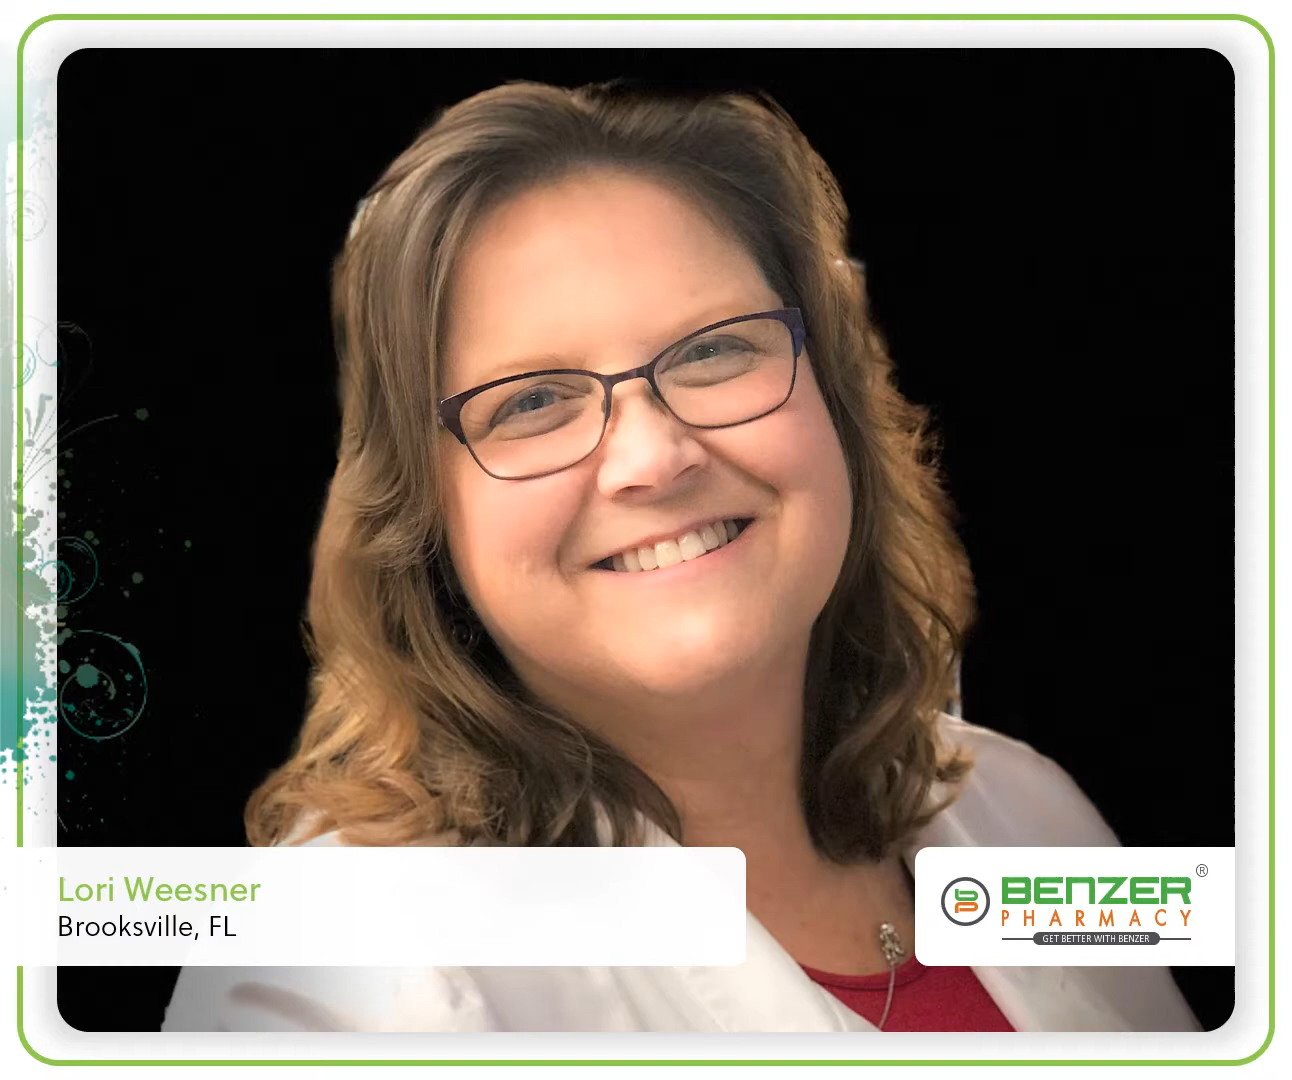 Lori Weesner
Brooksville, FL
BENZER®
PHARMACY
GET BETTER WITH BENZER